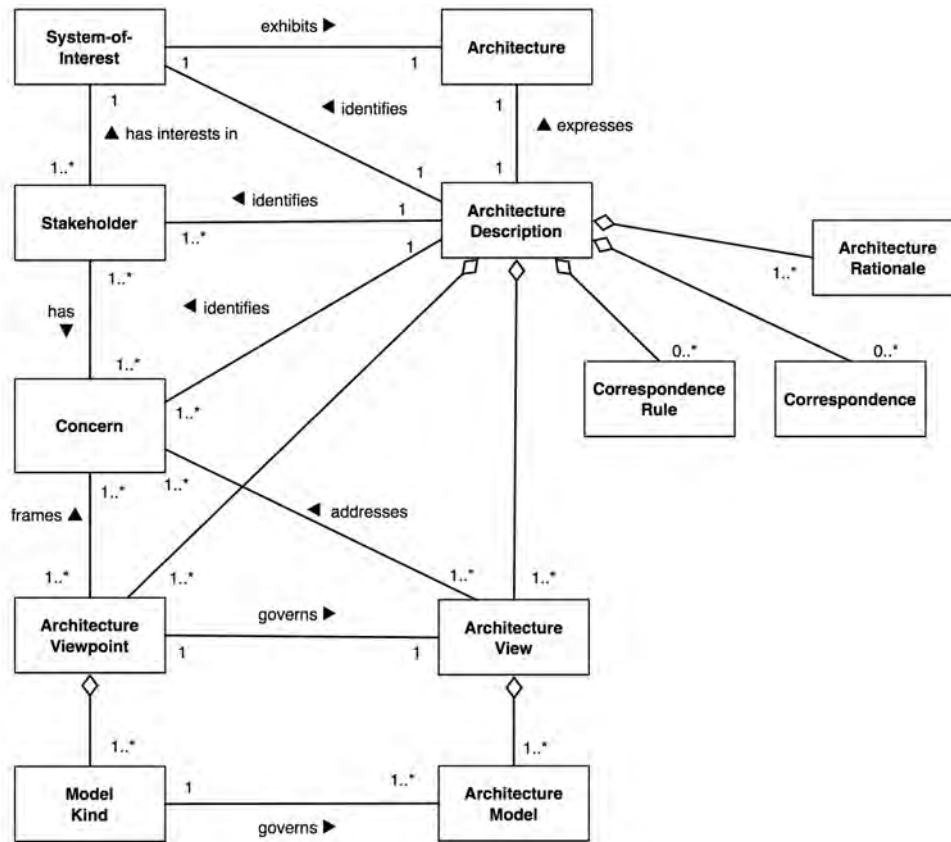 System-of-
Interest
exhibits ►
Architecture
1
1
1
◄ identifies
1
▲ has interests in
▲ expresses
1..*
1
1
Stakeholder
◄ identifies
1
1..*
Architecture
Description
1..*
1
Architecture
Rationale
1..*
has
▼
◄ identifies
1..*
1..*
0..*
0..*
Concern
Correspondence
Rule
Correspondence
1..*
1..*
frames ▲
◄ addresses
1..*
1..*
1..*
1..*
Architecture
Viewpoint
governs ►
Architecture
View
1
1
1..*
1..*
Model
Kind
1
1..*
Architecture
Model
governs ►